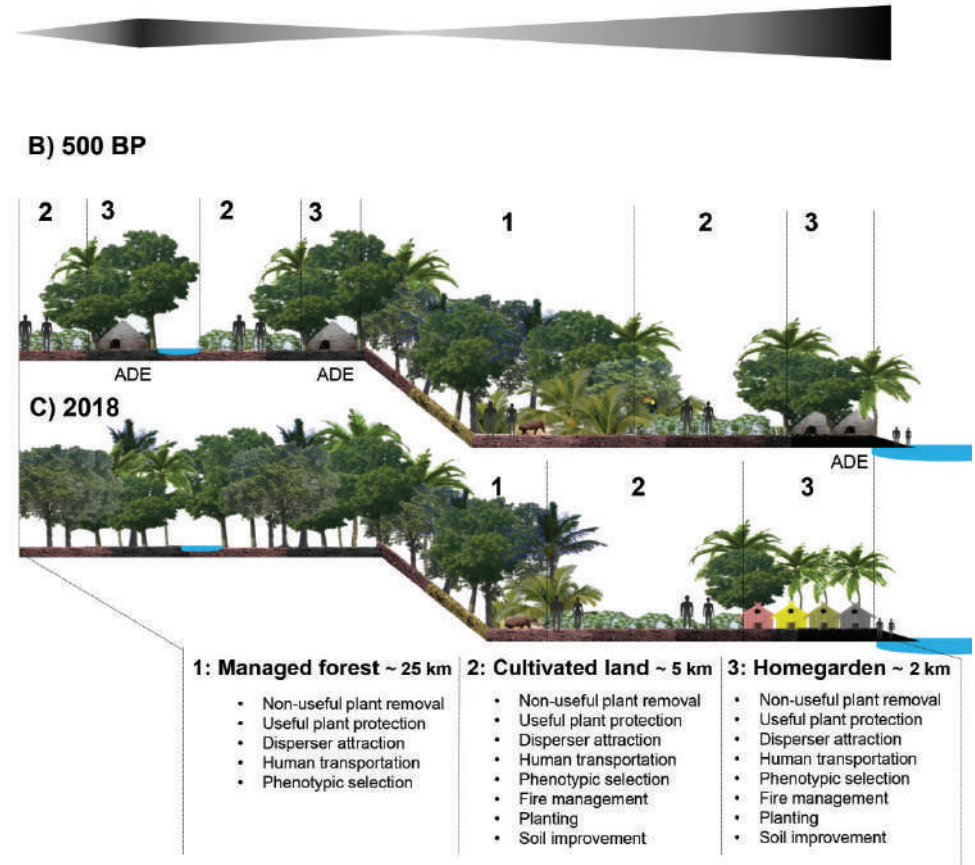 B) 500 BP
2 3 2 3 1 2 3
ADE ADE
C) 2018
ADE
1 2 3
1: Managed forest ~ 25 km
• Non-useful plant removal
• Useful plant protection
• Disperser attraction
• Human transportation
• Phenotypic selection
2: Cultivated land ~ 5 km
• Non-useful plant removal
• Useful plant protection
• Disperser attraction
• Human transportation
• Phenotypic selection
• Fire management
• Planting
• Soil improvement
3: Homegarden ~ 2 km
• Non-useful plant removal
• Useful plant protection
• Disperser attraction
• Human transportation
• Phenotypic selection
• Fire management
• Planting
• Soil improvement